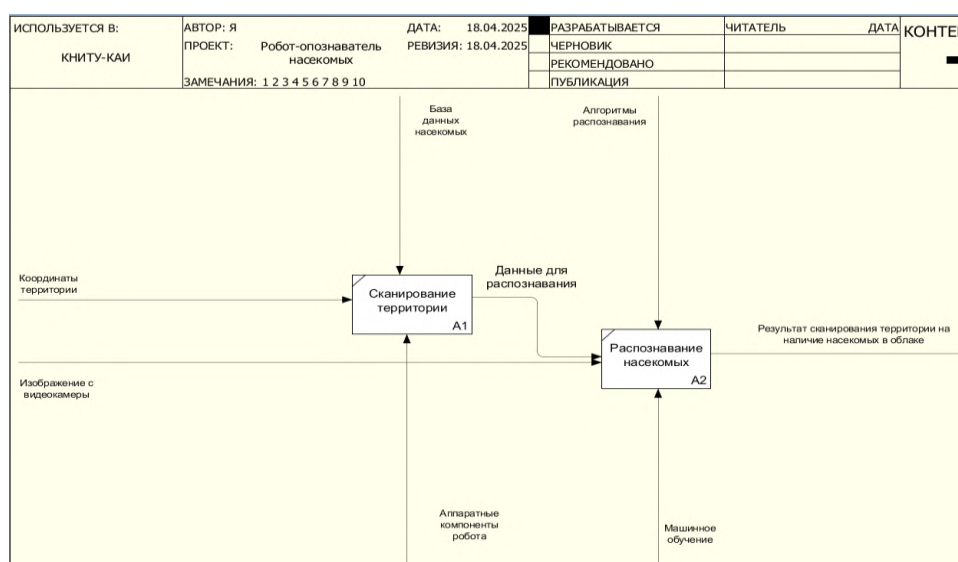 ИСПОЛЬЗУЕТСЯ В:
КНИТУ-КАИ
АВТОР: Я
ПРОЕКТ: Робот-опознаватель
насекомых
ЗАМЕЧАНИЯ: 1 2 3 4 5 6 7 8 9 10
ДАТА: 18.04.2025
РЕВИЗИЯ: 18.04.2025
РАЗРАБАТЫВАЕТСЯ
ЧЕРНОВИК
РЕКОМЕНДОВАНО
ПУБЛИКАЦИЯ
ЧИТАТЕЛЬ ДАТА
КОНТЕ
База
данных
насекомых
Алгоритмы
распознавания
Координаты
территории
Сканирование
территории
A1
Данные для
распознавания
Распознавание
насекомых
A2
Результат сканирования территории на
наличие насекомых в облаке
Изображение с
видеокамеры
Аппаратные
компоненты
робота
Машинное
обучение